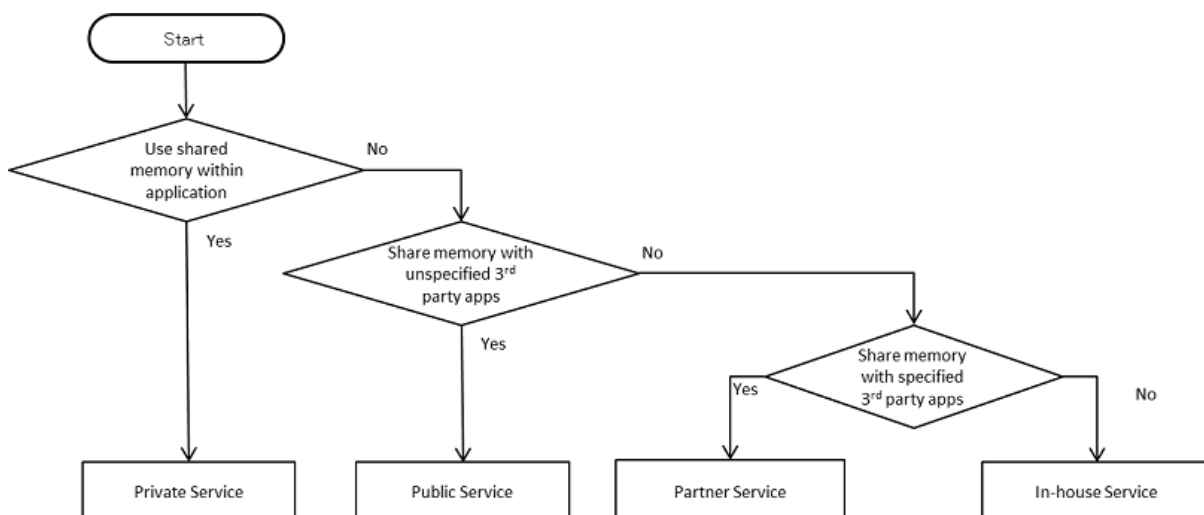 Start
Use shared
memory within
application
No
Yes
Share memory with
unspecified 3rd
party apps
No
Yes
Share memory
with specified
3rd party apps
Yes
No
Private Service
Public Service
Partner Service
In-house Service